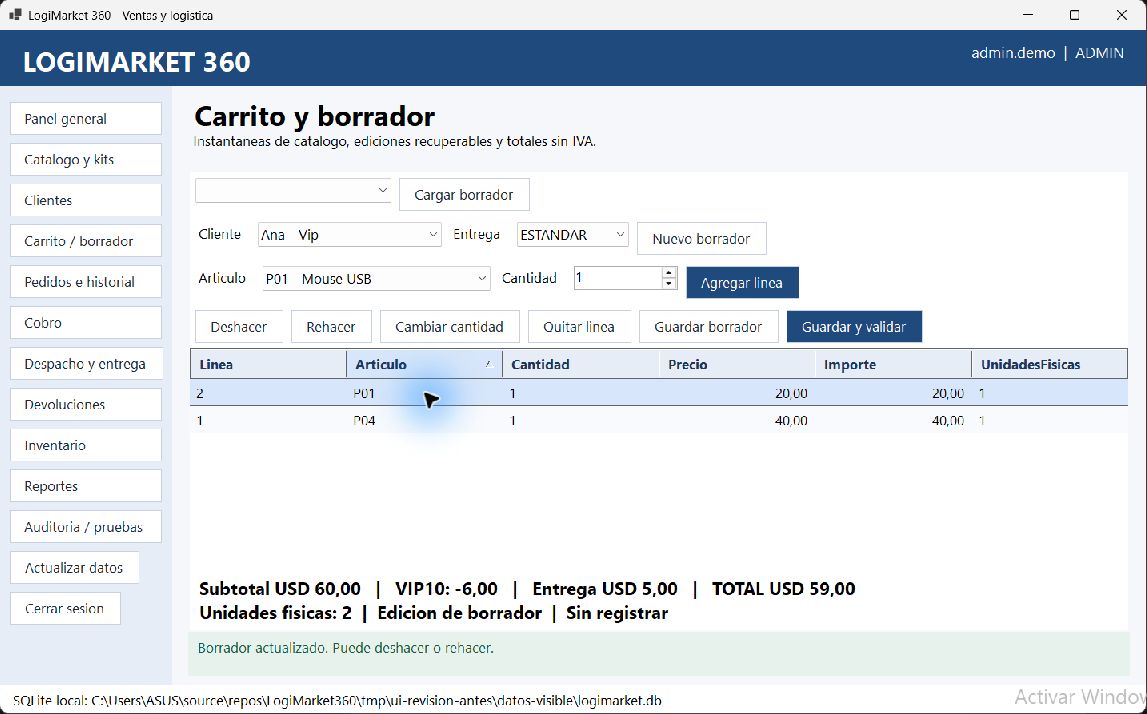 LogiMarket 360 Ventas y logistica
LOGIMARKET 360
admin.demo | ADMIN
Panel general
Catalogo y kits
Clientes
Carrito / borrador
Pedidos e historial
Cobro
Despacho y entrega
Devoluciones
Inventario
Reportes
Auditoria / pruebas
Actualizar datos
Cerrar sesion
Carrito y borrador
Instantaneas de catalogo, ediciones recuperables y totales sin IVA.
Cargar borrador
Cliente Ana Vip Entrega ESTANDAR Nuevo borrador
Articulo P01 Mouse USB Cantidad 1 Agregar linea
Deshacer Rehacer Cambiar cantidad Quitar linea Guardar borrador Guardar y validar
Linea Articulo Cantidad Precio Importe UnidadesFisicas
2 P01 1 20,00 20,00 1
1 P04 1 40,00 40,00 1
Subtotal USD 60,00 | VIP10: -6,00 | Entrega USD 5,00 | TOTAL USD 59,00
Unidades fisicas: 2 | Edicion de borrador | Sin registrar
Borrador actualizado. Puede deshacer o rehacer.
SQLite local: C:\Users\ASUS\source\repos\LogiMarket360\tmp\ui-revision-antes\datos-visible\logimarket.db
Activar Windov